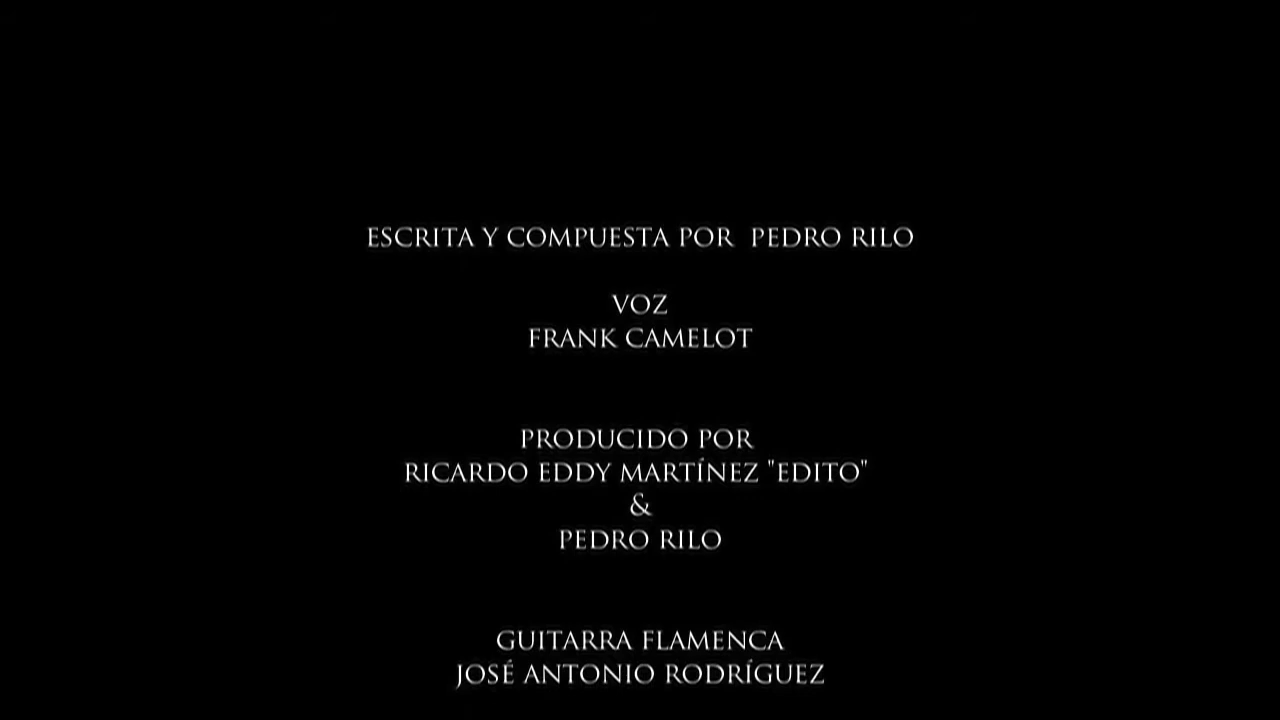 ESCRITA Y COMPUESTA POR PEDRO RILO
VOZ
FRANK CAMELOT
PRODUCIDO POR
RICARDO EDDY MARTÍNEZ "EDITO"
&
PEDRO RILO
GUITARRA FLAMENCA
JOSÉ ANTONIO RODRÍGUEZ